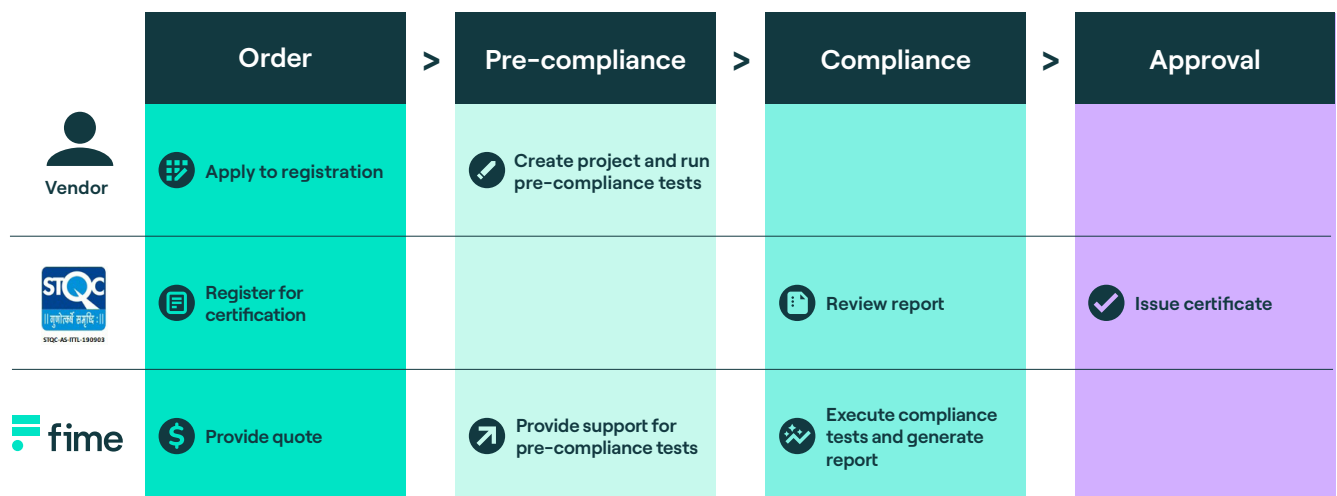 Order
>
Pre-compliance
>
Compliance
>
Approval
Vendor
Apply to registration
Create project and run
pre-compliance tests
STQC
|| गुणोत्कर्षे समृद्धिः ||
STQC-AS-ITTL-190903
Register for
certification
Review report
Issue certificate
fime
Provide quote
Provide support for
pre-compliance tests
Execute compliance
tests and generate
report